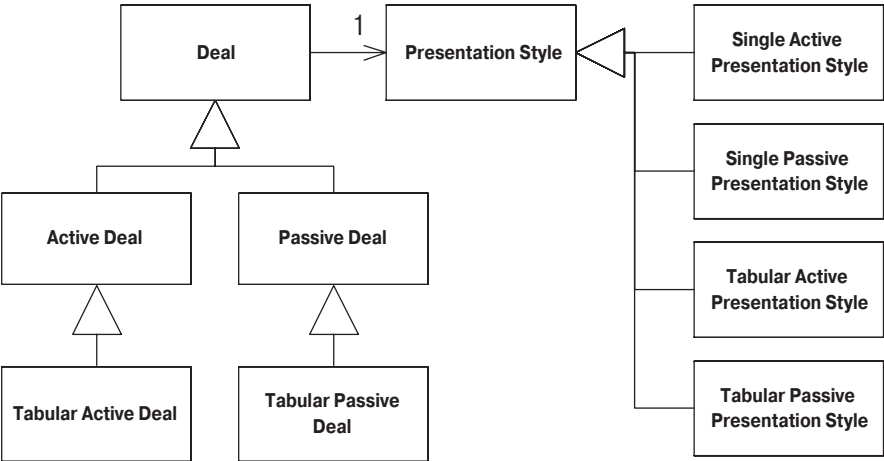 Deal
1
Presentation Style
Single Active
Presentation Style
Single Passive
Presentation Style
Active Deal
Passive Deal
Tabular Active
Presentation Style
Tabular Active Deal
Tabular Passive
Deal
Tabular Passive
Presentation Style